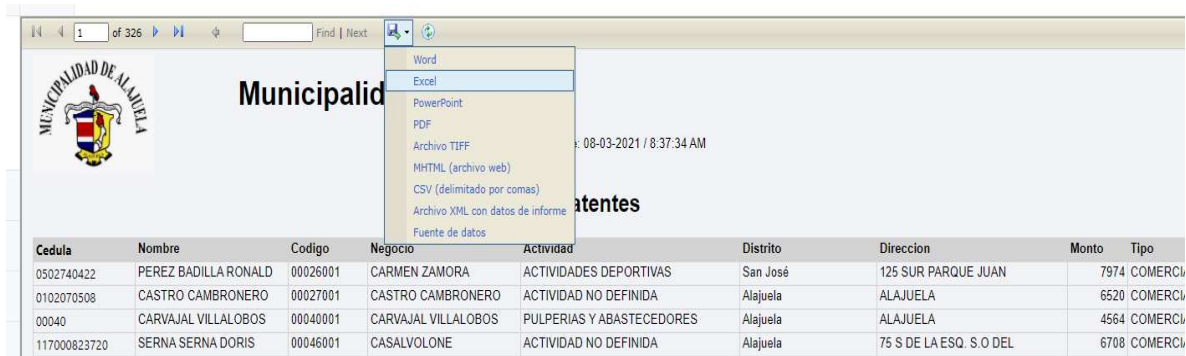 1 of 326 Find | Next
Word
Excel
PowerPoint
PDF
Archivo TIFF
MHTML (archivo web)
CSV (delimitado por comas)
Archivo XML con datos de informe
Fuente de datos
MUNICIPALIDAD DE ALAJUELA
Municipalid
: 08-03-2021 / 8:37:34 AM
atentes
Cedula Nombre Codigo Negocio Actividad Distrito Direccion Monto Tipo
0502740422 PEREZ BADILLA RONALD 00026001 CARMEN ZAMORA ACTIVIDADES DEPORTIVAS San José 125 SUR PARQUE JUAN 7974 COMERCI
0102070508 CASTRO CAMBRONERO 00027001 CASTRO CAMBRONERO ACTIVIDAD NO DEFINIDA Alajuela ALAJUELA 6520 COMERCI
00040 CARVAJAL VILLALOBOS 00040001 CARVAJAL VILLALOBOS PULPERIAS Y ABASTECEDORES Alajuela ALAJUELA 4564 COMERCI
117000823720 SERNA SERNA DORIS 00046001 CASALVOLONE ACTIVIDAD NO DEFINIDA Alajuela 75 S DE LA ESQ. S.O DEL 6708 COMERCI